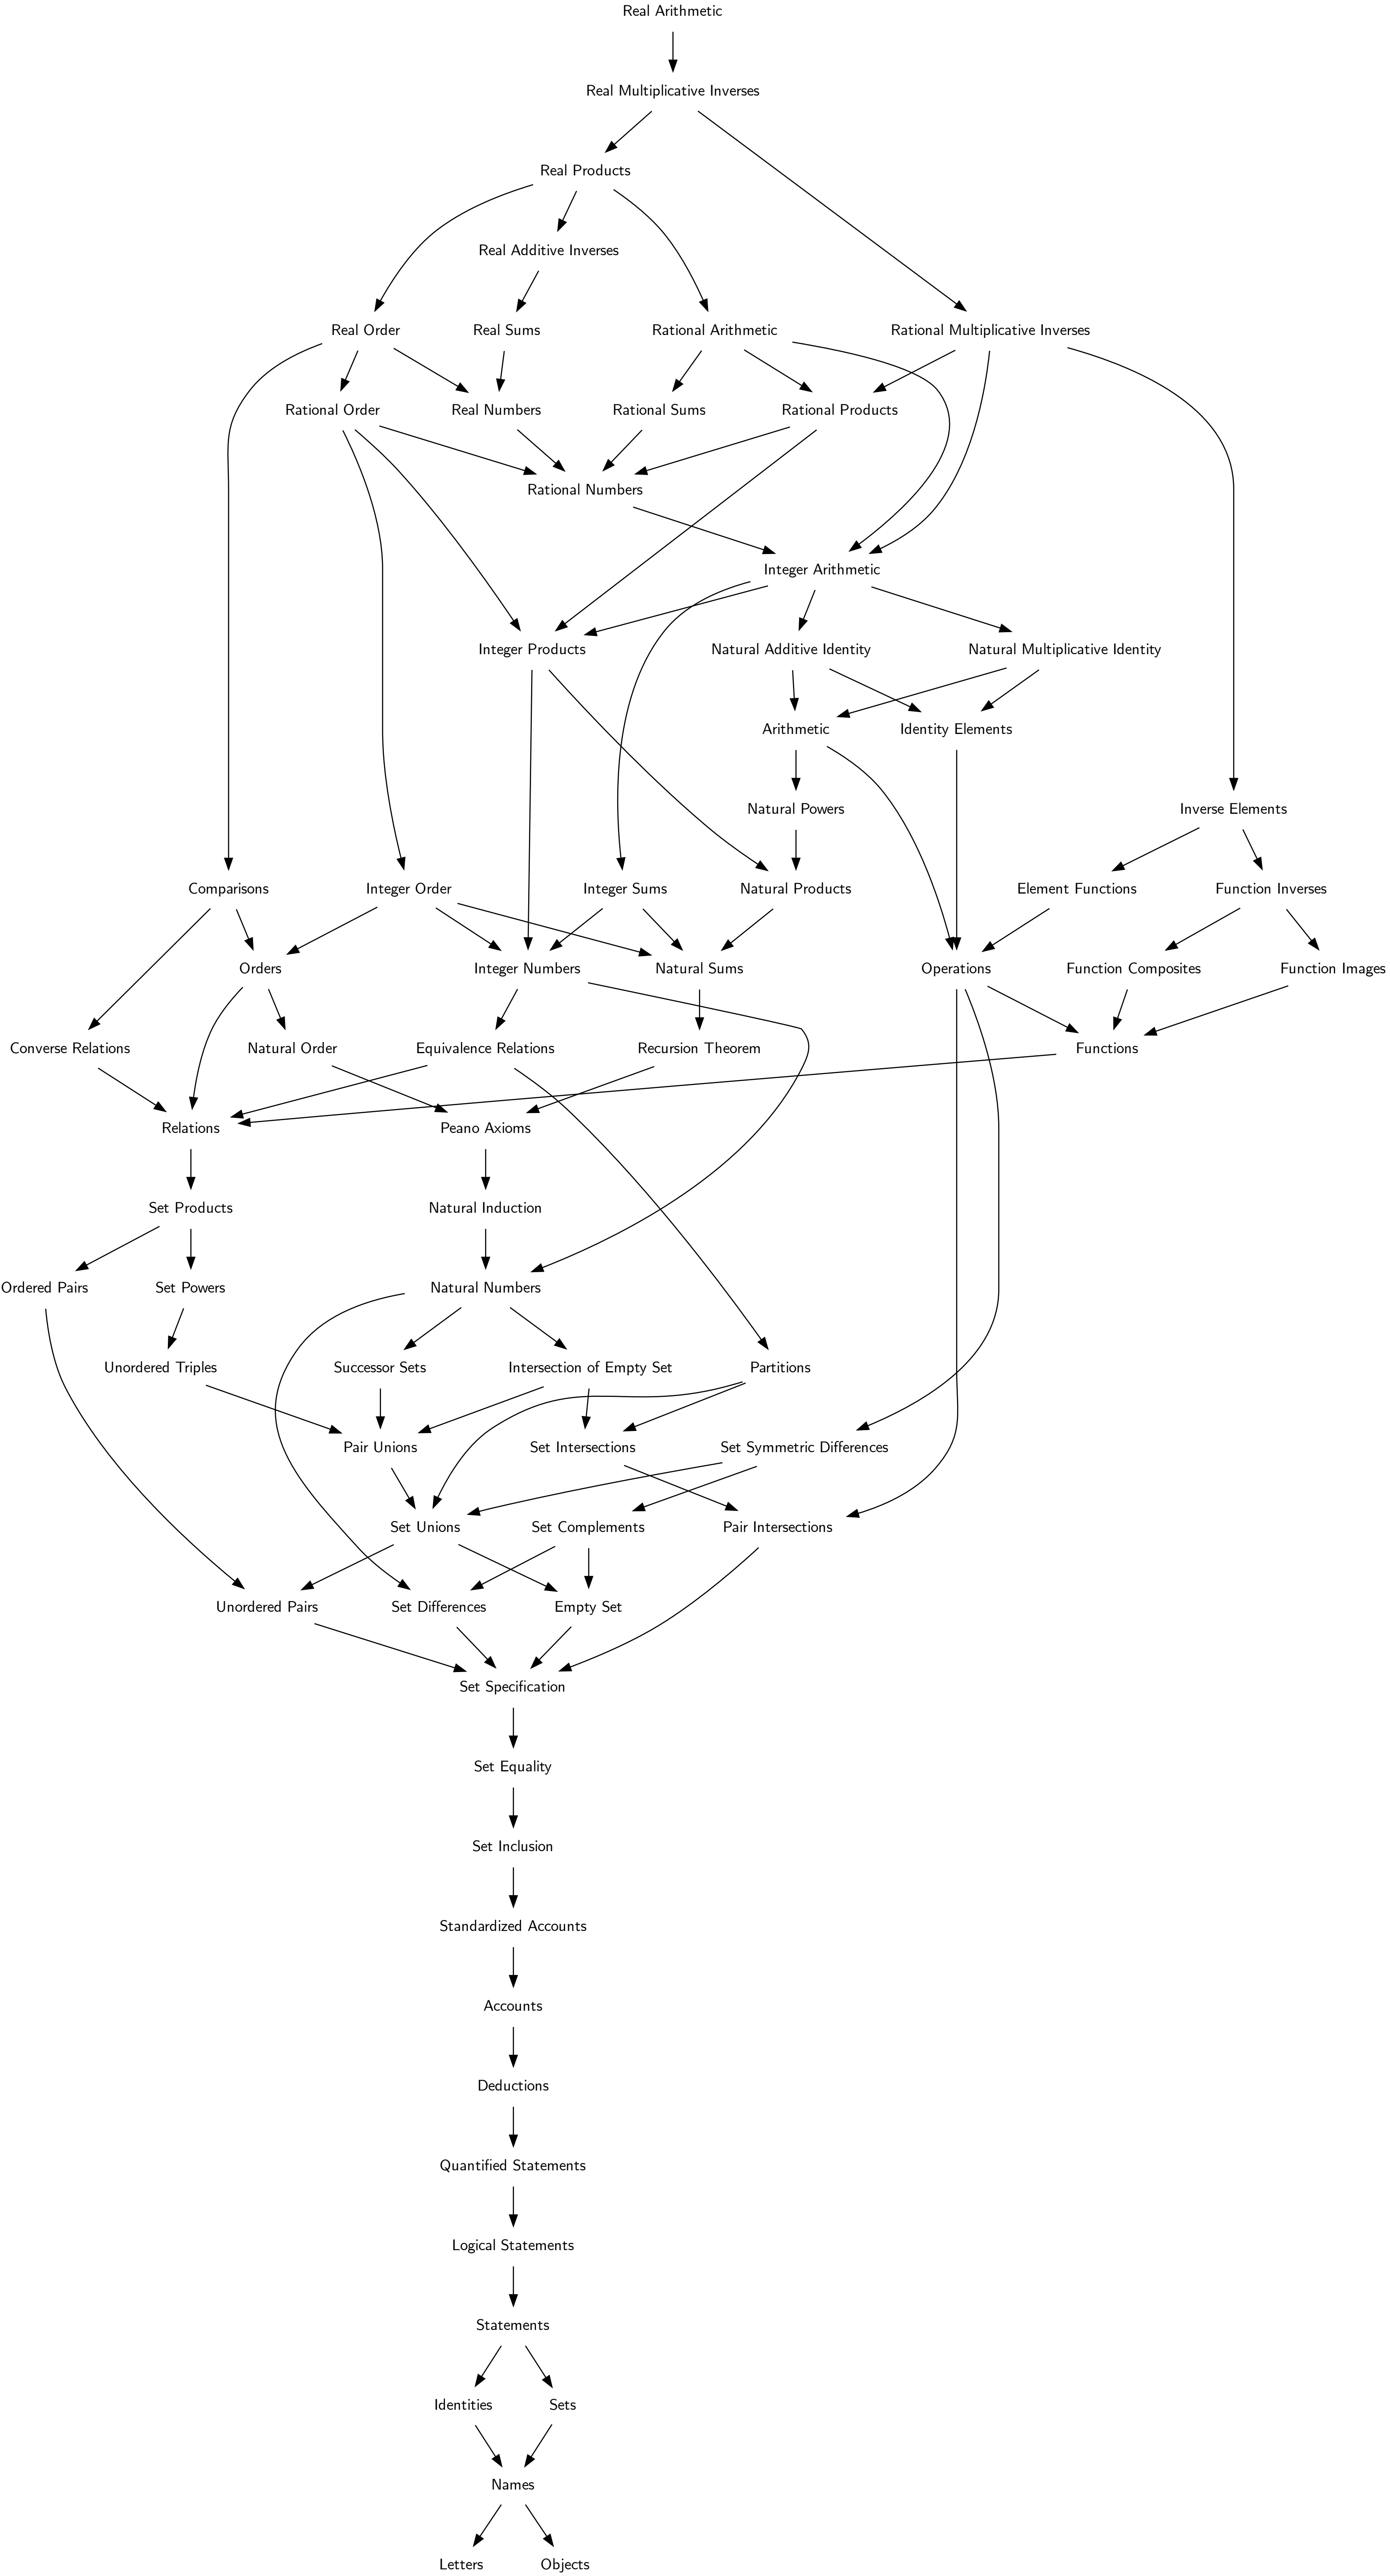 Real Arithmetic
Real Multiplicative Inverses
Real Products
Real Additive Inverses
Real Order
Real Sums
Rational Arithmetic
Rational Multiplicative Inverses
Rational Order
Real Numbers
Rational Sums
Rational Products
Rational Numbers
Integer Arithmetic
Integer Products
Natural Additive Identity
Natural Multiplicative Identity
Arithmetic
Identity Elements
Natural Powers
Inverse Elements
Comparisons
Integer Order
Integer Sums
Natural Products
Element Functions
Function Inverses
Orders
Integer Numbers
Natural Sums
Operations
Function Composites
Function Images
Converse Relations
Natural Order
Equivalence Relations
Recursion Theorem
Functions
Relations
Peano Axioms
Set Products
Natural Induction
Ordered Pairs
Set Powers
Natural Numbers
Unordered Triples
Successor Sets
Intersection of Empty Set
Partitions
Pair Unions
Set Intersections
Set Symmetric Differences
Set Unions
Set Complements
Pair Intersections
Unordered Pairs
Set Differences
Empty Set
Set Specification
Set Equality
Set Inclusion
Standardized Accounts
Accounts
Deductions
Quantified Statements
Logical Statements
Statements
Identities
Sets
Names
Letters
Objects